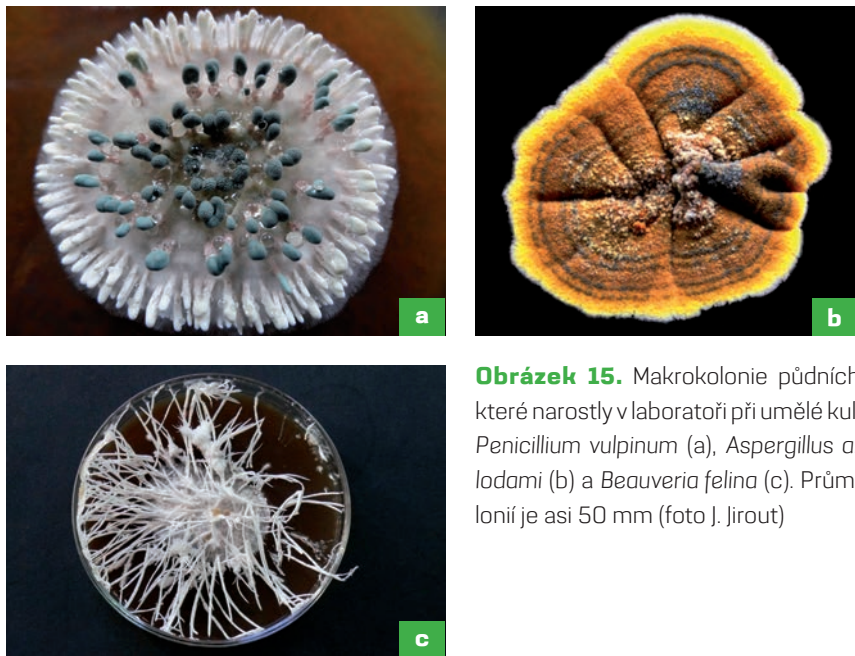 a
b
c
Obrázek 15. Makrokolonie půdních
které narostly v laboratoři při umělé kul
Penicillium vulpinum (a), Aspergillus a
lodami (b) a Beauveria felina (c). Prům
lonií je asi 50 mm (foto J. Jirout)